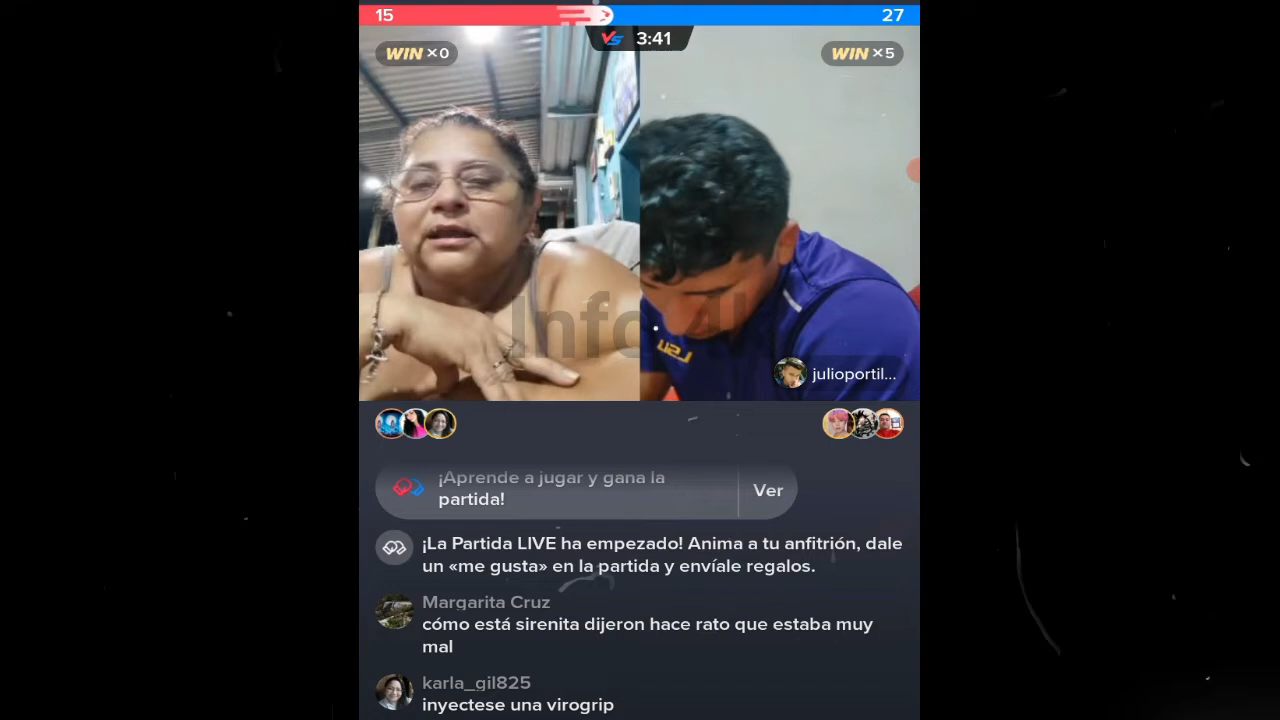 15
27
VS 3:41
WIN ×0
WIN ×5
Info
julioportil...
¡Aprende a jugar y gana la
partida!
Ver
¡La Partida LIVE ha empezado! Anima a tu anfitrión, dale
un «me gusta» en la partida y envíale regalos.
Margarita Cruz
cómo está sirenita dijeron hace rato que estaba muy
mal
karla_gil825
inyectese una virogrip